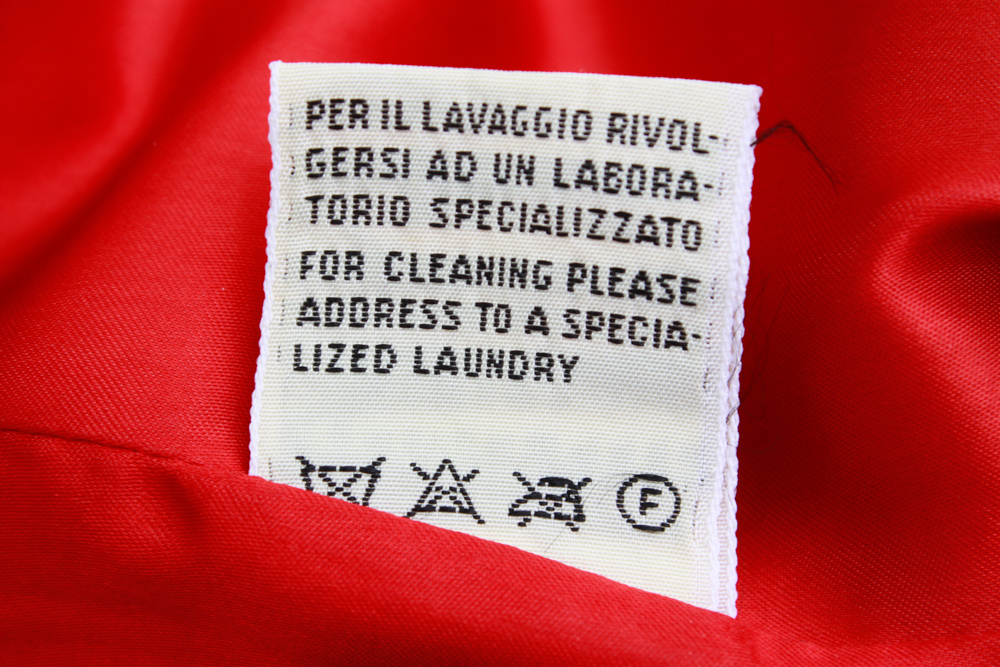 PER IL LAVAGGIO RIVOL-
GERSI AD UN LABORA-
TORIO SPECIALIZZATO
FOR CLEANING PLEASE
ADDRESS TO A SPECIA-
LIZED LAUNDRY
F